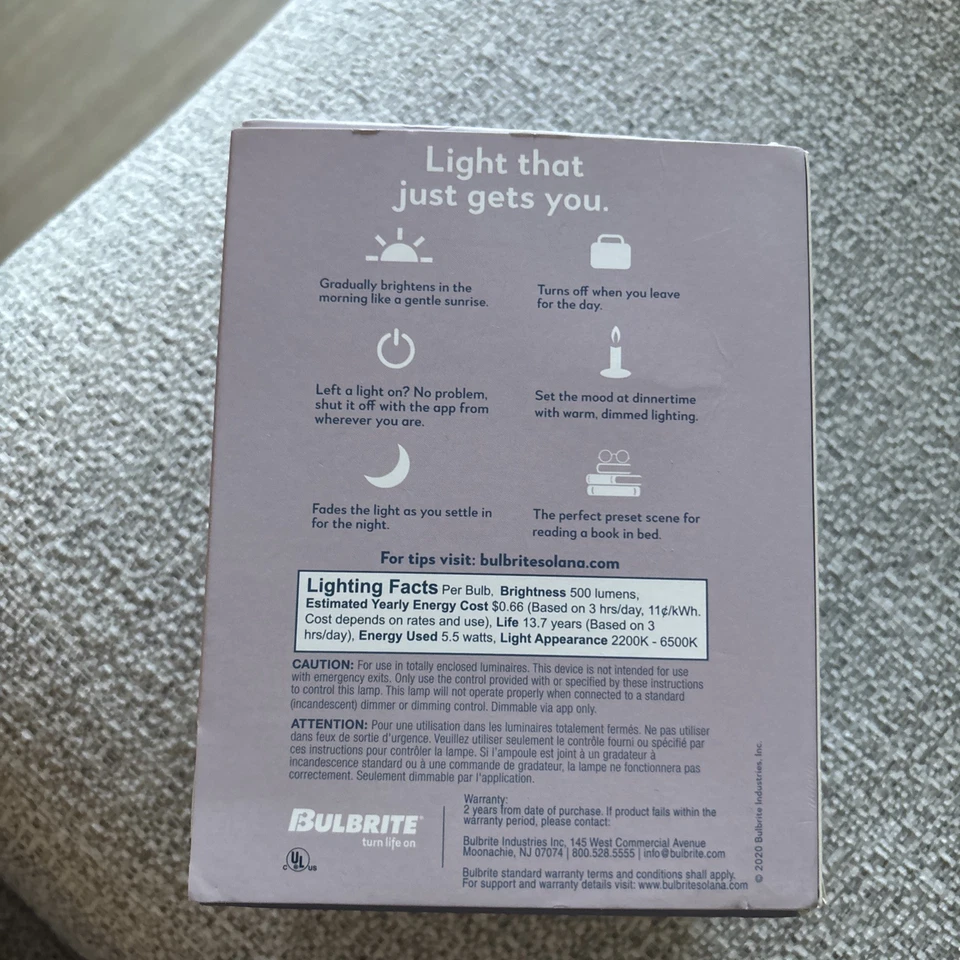 Light that
just gets you.
Gradually brightens in the
morning like a gentle sunrise.
Turns off when you leave
for the day.
Left a light on? No problem,
shut it off with the app from
wherever you are.
Set the mood at dinnertime
with warm, dimmed lighting.
Fades the light as you settle in
for the night.
The perfect preset scene for
reading a book in bed.
For tips visit: bulbritesolana.com
Lighting Facts Per Bulb, Brightness 500 lumens,
Estimated Yearly Energy Cost $0.66 (Based on 3 hrs/day, 11¢/kWh.
Cost depends on rates and use), Life 13.7 years (Based on 3
hrs/day), Energy Used 5.5 watts, Light Appearance 2200K - 6500K
CAUTION: For use in totally enclosed luminaires. This device is not intended for use
with emergency exits. Only use the control provided with or specified by these instructions
to control this lamp. This lamp will not operate properly when connected to a standard
(incandescent) dimmer or dimming control. Dimmable via app only.
ATTENTION: Pour une utilisation dans les luminaires totalement fermés. Ne pas utiliser
dans feux de sortie d'urgence. Veuillez utiliser seulement le contrôle fourni ou spécifié par
ces instructions pour contrôler la lampe. Si l'ampoule est joint à un gradateur à
incandescence standard ou à une commande de gradateur, la lampe ne fonctionnera pas
correctement. Seulement dimmable par l'application.
BULBRITE®
turn life on
C UL US
Warranty:
2 years from date of purchase. If product fails within the
warranty period, please contact:
Bulbrite Industries Inc, 145 West Commercial Avenue
Moonachie, NJ 07074 | 800.528.5555 | info@bulbrite.com
Bulbrite standard warranty terms and conditions shall apply.
For support and warranty details visit: www.bulbritesolana.com
© 2020 Bulbrite Industries, Inc.